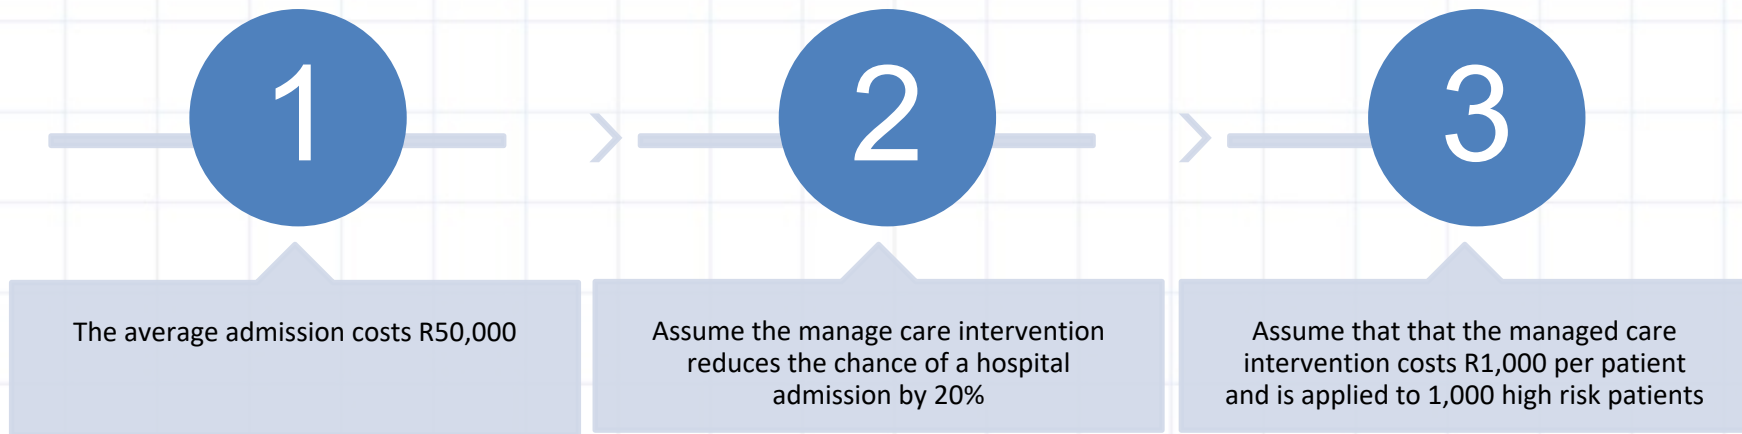 1
The average admission costs R50,000
2
Assume the manage care intervention
reduces the chance of a hospital
admission by 20%
3
Assume that that the managed care
intervention costs R1,000 per patient
and is applied to 1,000 high risk patients